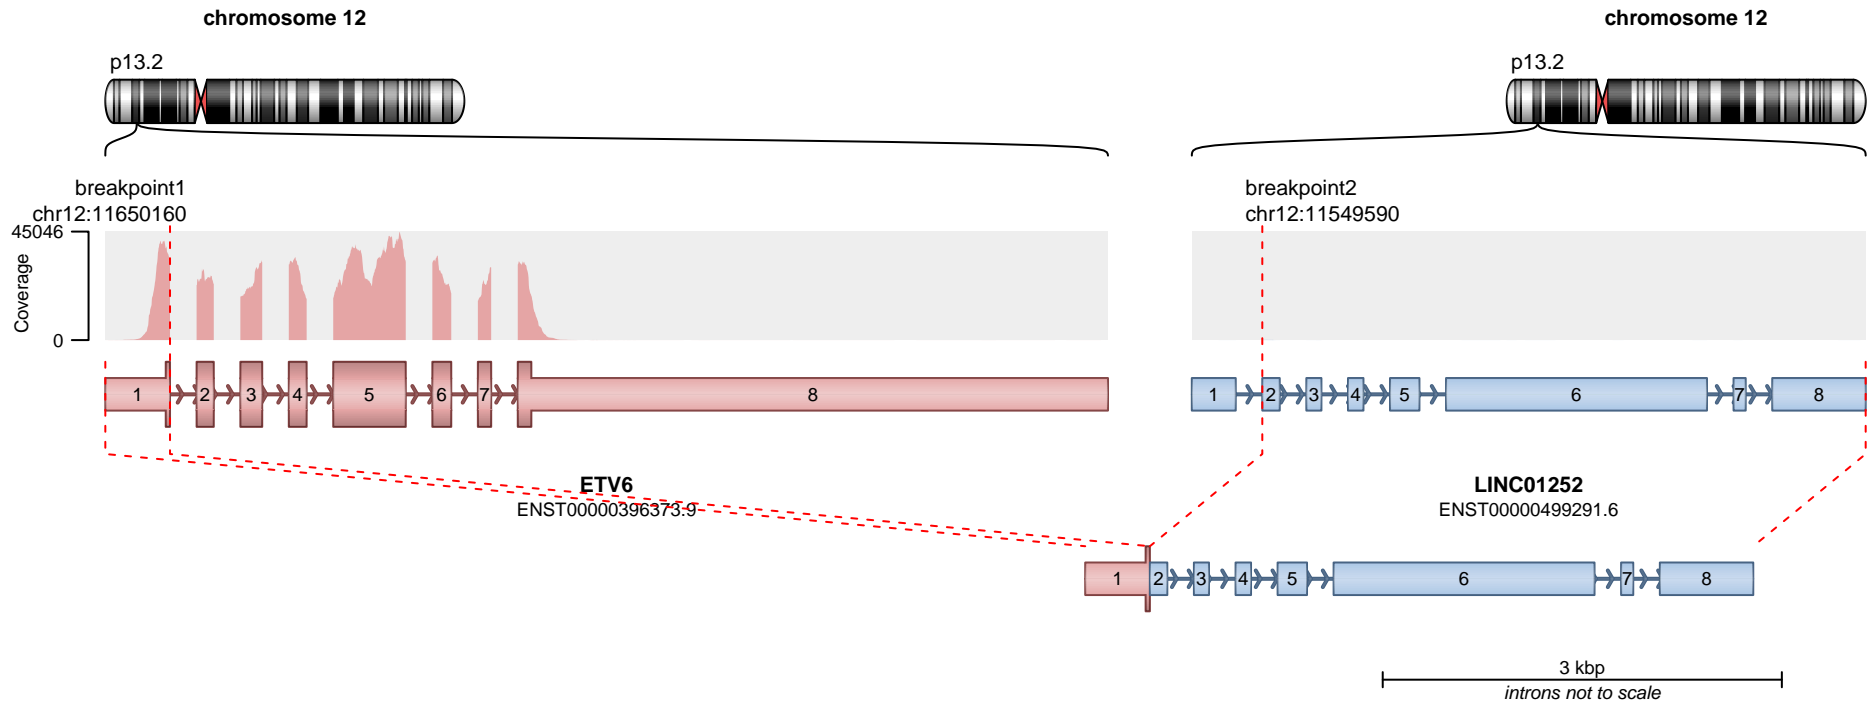 chromosome 12
chromosome 12
p13.2
p13.2
breakpoint1
chr12:11650160
breakpoint2
chr12:11549590
45046
Coverage
0
1 2 3 4 5 6 7 8
1 2 3 4 5 6 7 8
ETV6
ENST00000396373.9
LINC01252
ENST00000499291.6
1 2 3 4 5 6 7 8
3 kbp
introns not to scale